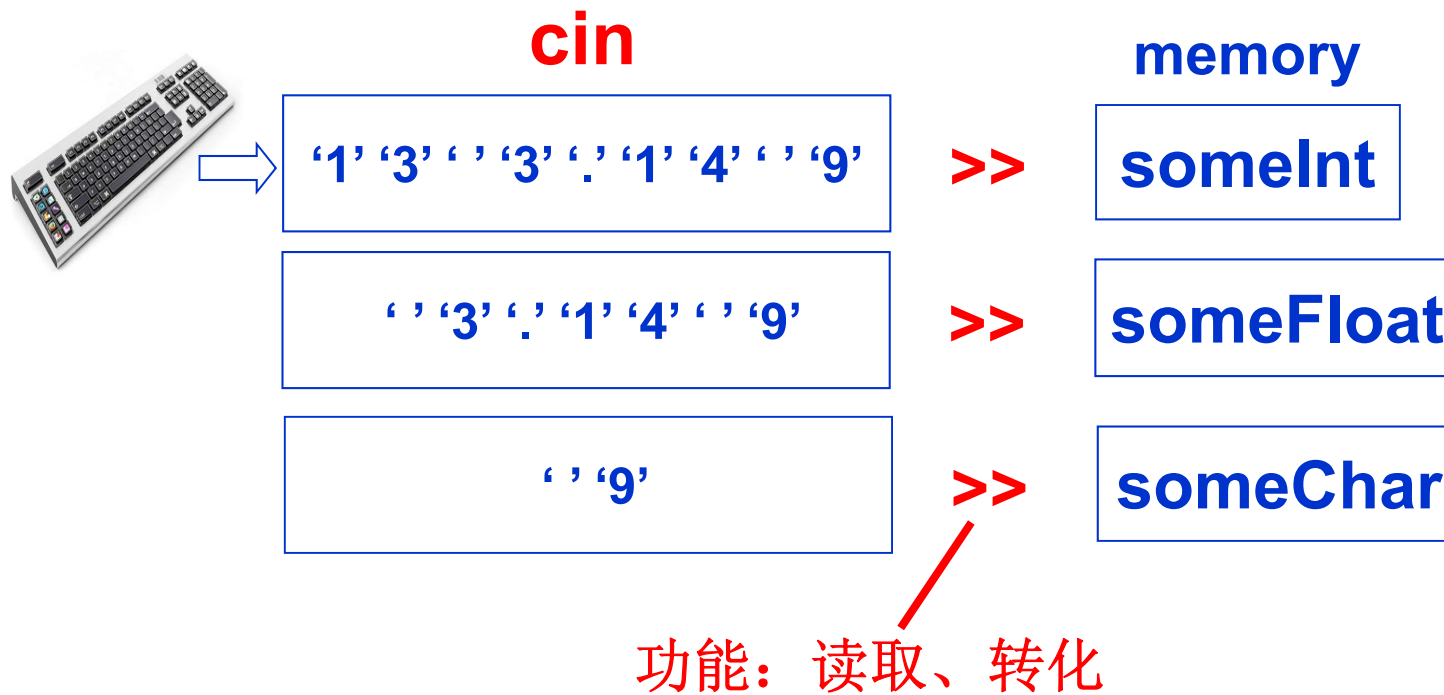 cin
memory
‘1’ ‘3’ ‘ ’ ‘3’ ‘.’ ‘1’ ‘4’ ‘ ’ ‘9’ >> someInt
‘ ’ ‘3’ ‘.’ ‘1’ ‘4’ ‘ ’ ‘9’ >> someFloat
‘ ’ ‘9’ >> someChar
功能：读取、转化